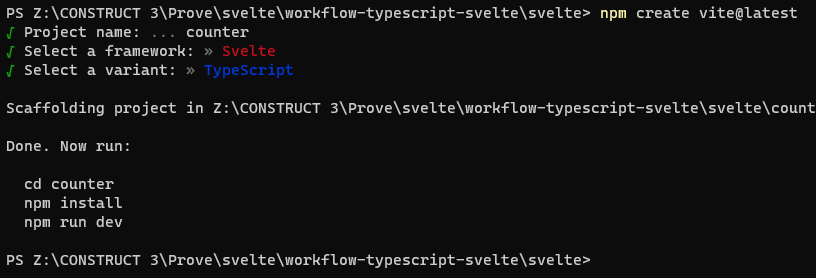 PS Z:\CONSTRUCT 3\Prove\svelte\workflow-typescript-svelte\svelte> npm create vite@latest
√ Project name: ... counter
√ Select a framework: » Svelte
√ Select a variant: » TypeScript
Scaffolding project in Z:\CONSTRUCT 3\Prove\svelte\workflow-typescript-svelte\svelte\count
Done. Now run:
cd counter
npm install
npm run dev
PS Z:\CONSTRUCT 3\Prove\svelte\workflow-typescript-svelte\svelte>